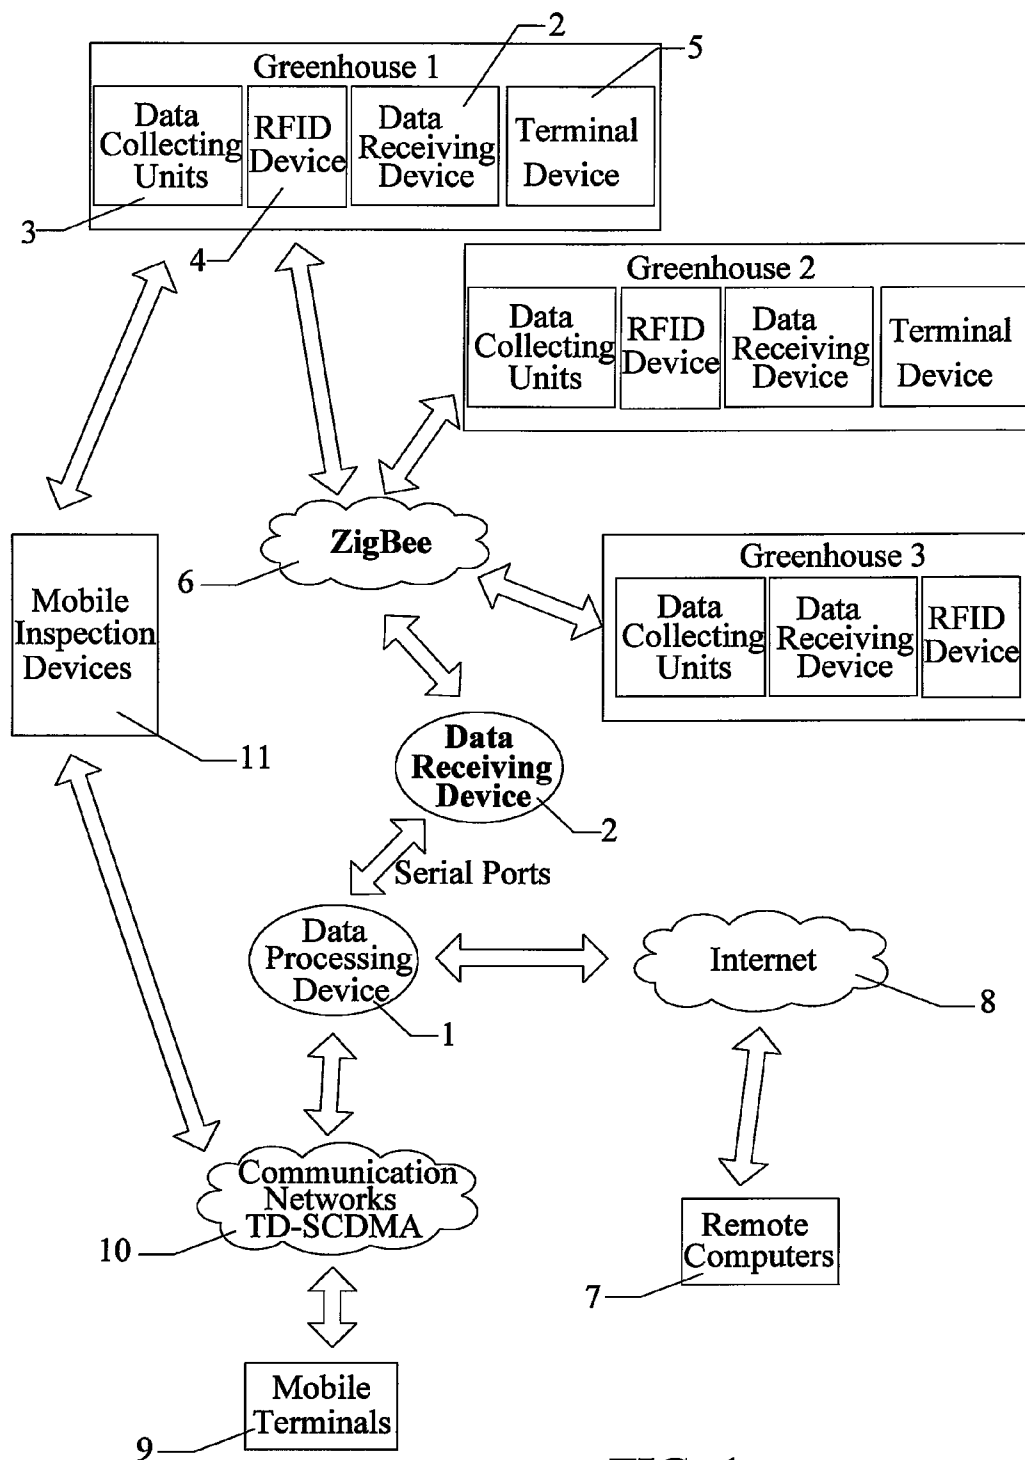 2
5
Greenhouse 1
Data
Collecting
Units
RFID
Device
Data
Receiving
Device
Terminal
Device
3
4
Greenhouse 2
Data
Collecting
Units
RFID
Device
Data
Receiving
Device
Terminal
Device
ZigBee
6
Greenhouse 3
Data
Collecting
Units
Data
Receiving
Device
RFID
Device
Mobile
Inspection
Devices
11
Data
Receiving
Device
2
Serial Ports
Data
Processing
Device
1
Internet
8
Communication
Networks
TD-SCDMA
10
Remote
Computers
7
Mobile
Terminals
9